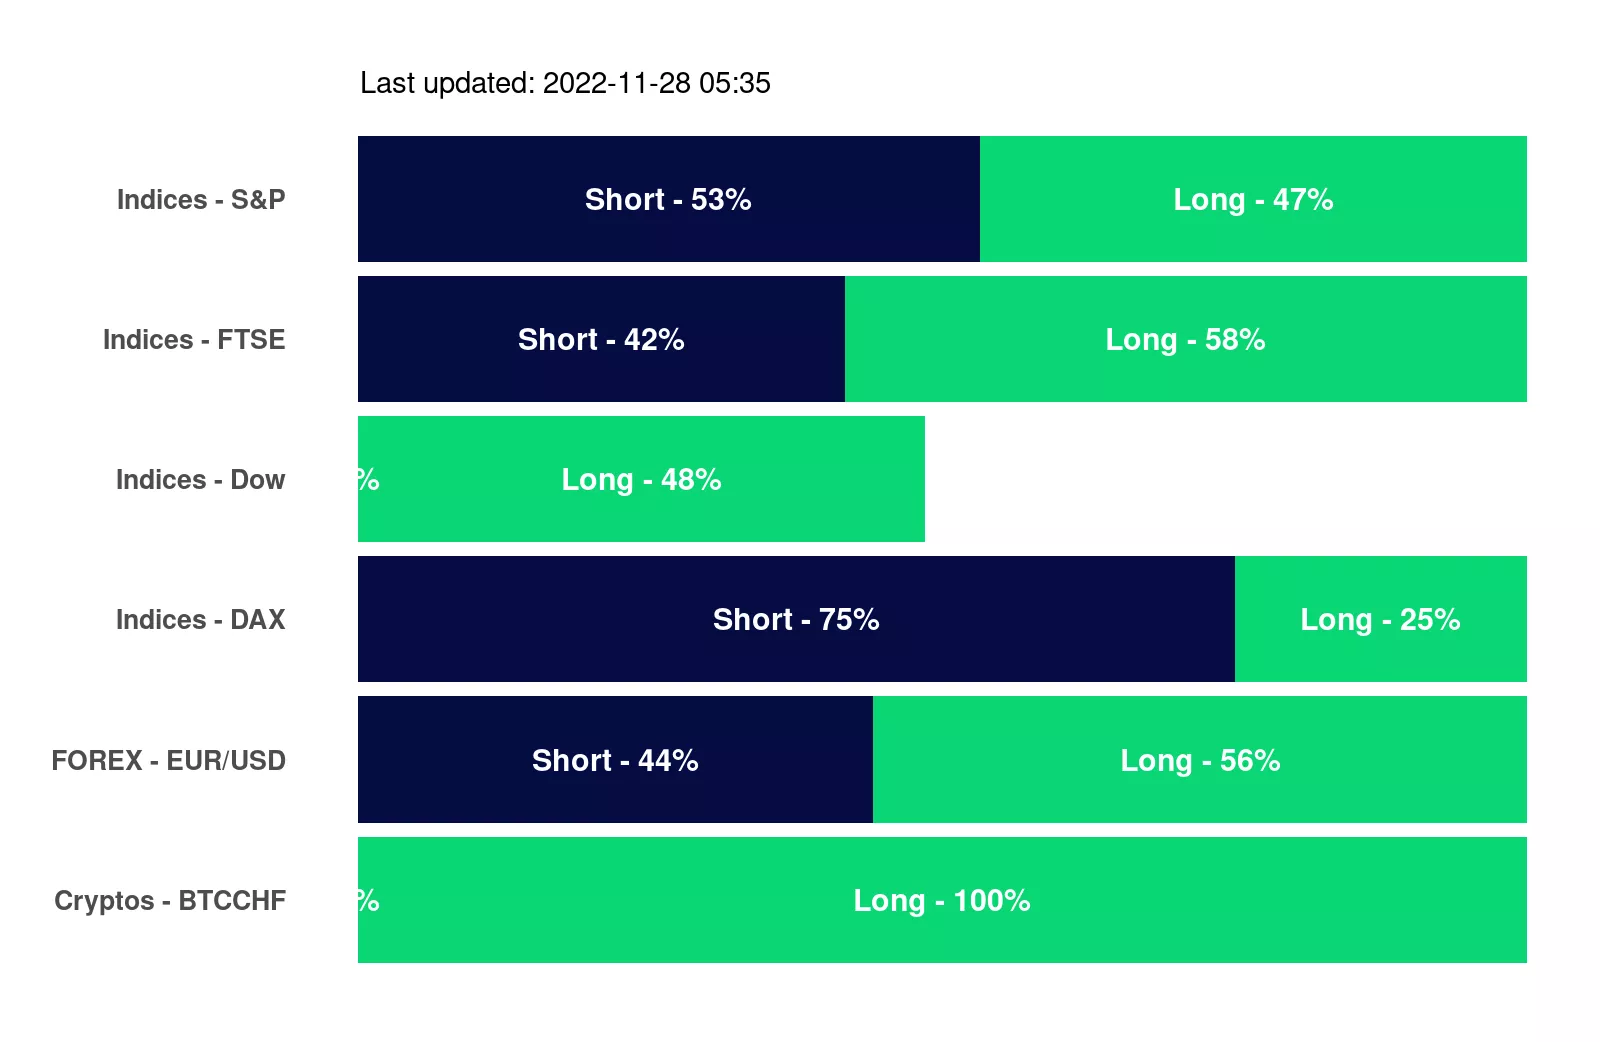 Last updated: 2022-11-28 05:35
Indices - S&P
Short - 53%
Long - 47%
Indices - FTSE
Short - 42%
Long - 58%
Indices - Dow
%
Long - 48%
Indices - DAX
Short - 75%
Long - 25%
FOREX - EUR/USD
Short - 44%
Long - 56%
Cryptos - BTCCHF
%
Long - 100%